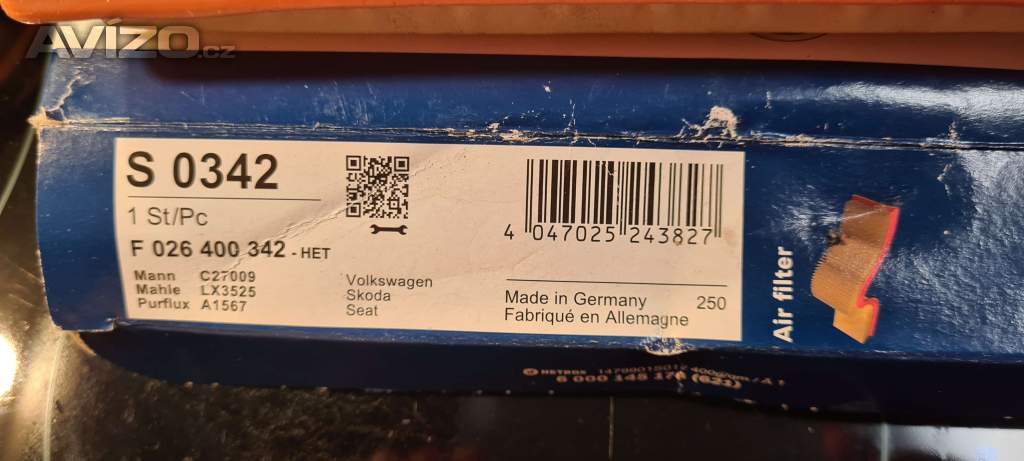 AVÍZO.cz
S 0342
1 St/Pc
F 026 400 342 - HET
Mann C27009
Mahle LX3525
Purflux A1567
Volkswagen
Skoda
Seat
4 047025 243827
Made in Germany 250
Fabriqué en Allemagne
Air filter